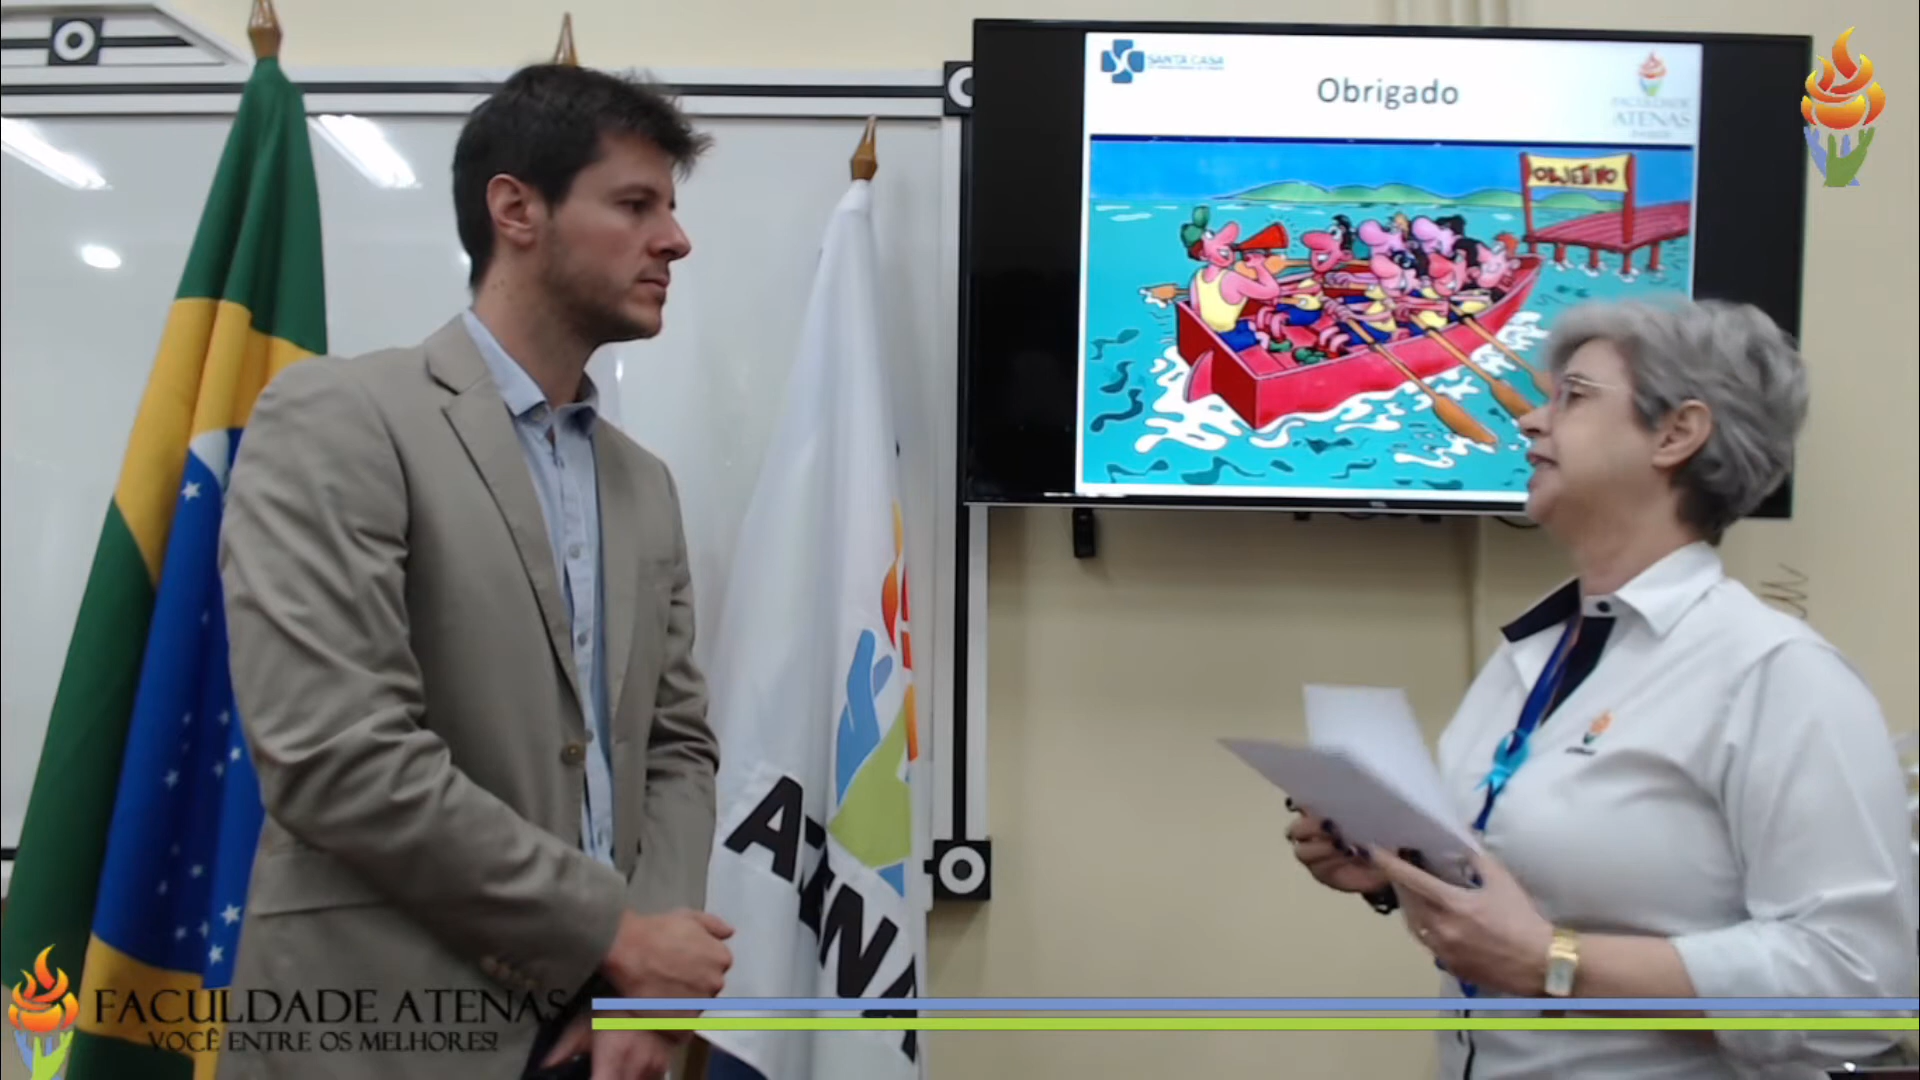 SANTA CASA
Obrigado
FACULDADE
ATENAS
OBJETIVO
ATENAS
FACULDADE ATENAS
VOCÊ ENTRE OS MELHORES!